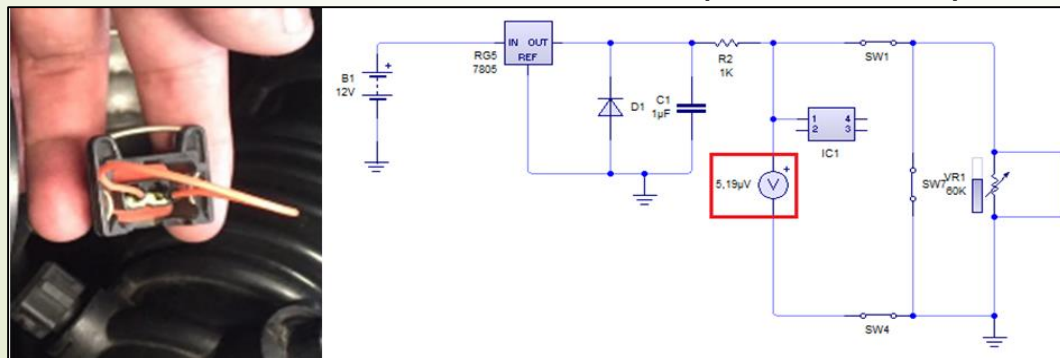 B1
12V
IN OUT
REF
RG5
7805
D1
C1
1µF
R2
1K
1 4
2 3
IC1
5,19µV
V
SW1
SW7
VR1
60K
SW4